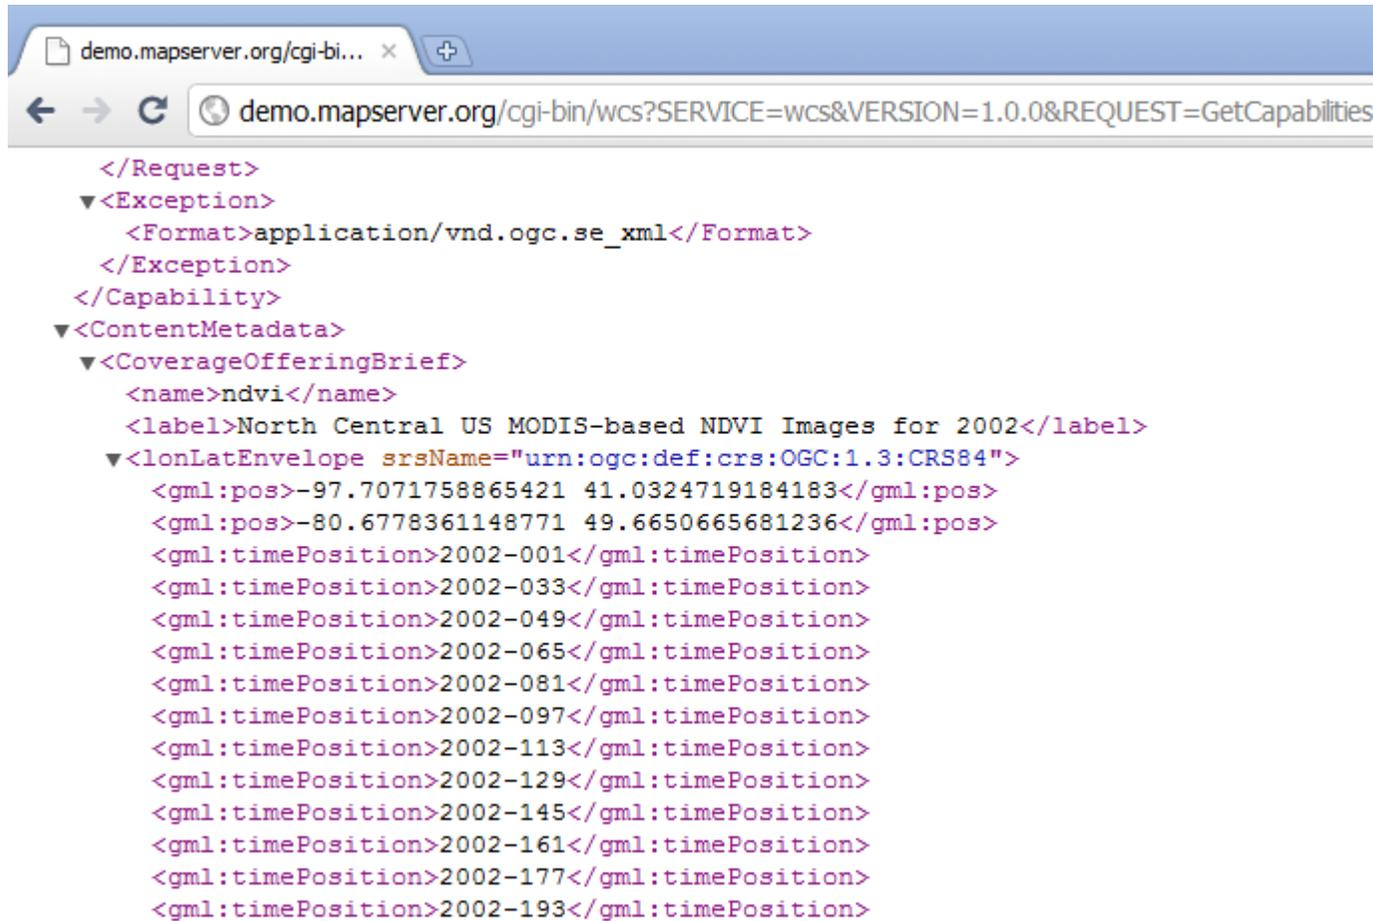 demo.mapserver.org/cgi-bi...
demo.mapserver.org/cgi-bin/wcs?SERVICE=wcs&VERSION=1.0.0&REQUEST=GetCapabilities
</Request>
<Exception>
<Format>application/vnd.ogc.se_xml</Format>
</Exception>
</Capability>
<ContentMetadata>
<CoverageOfferingBrief>
<name>ndvi</name>
<label>North Central US MODIS-based NDVI Images for 2002</label>
<lonLatEnvelope srsName="urn:ogc:def:crs:OGC:1.3:CRS84">
<gml:pos>-97.7071758865421 41.0324719184183</gml:pos>
<gml:pos>-80.6778361148771 49.6650665681236</gml:pos>
<gml:timePosition>2002-001</gml:timePosition>
<gml:timePosition>2002-033</gml:timePosition>
<gml:timePosition>2002-049</gml:timePosition>
<gml:timePosition>2002-065</gml:timePosition>
<gml:timePosition>2002-081</gml:timePosition>
<gml:timePosition>2002-097</gml:timePosition>
<gml:timePosition>2002-113</gml:timePosition>
<gml:timePosition>2002-129</gml:timePosition>
<gml:timePosition>2002-145</gml:timePosition>
<gml:timePosition>2002-161</gml:timePosition>
<gml:timePosition>2002-177</gml:timePosition>
<gml:timePosition>2002-193</gml:timePosition>